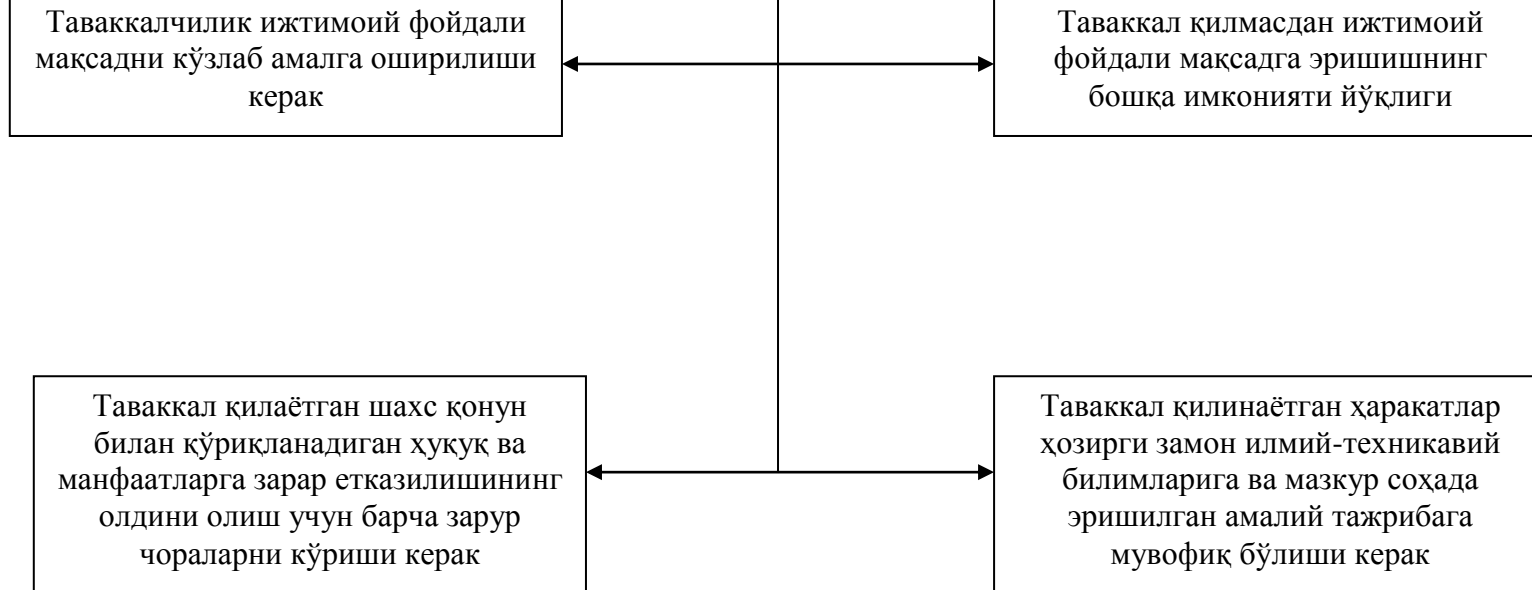 Таваккалчилик ижтимоий фойдали
мақсадни кўзлаб амалга оширилиши
керак
Таваккал қилмасдан ижтимоий
фойдали мақсадга эришишнинг
бошқа имконияти йўқлиги
Таваккал қилаётган шахс қонун
билан қўриқланадиган ҳуқуқ ва
манфаатларга зарар етказилишининг
олдини олиш учун барча зарур
чораларни кўриши керак
Таваккал қилинаётган ҳаракатлар
ҳозирги замон илмий-техникавий
билимларига ва мазкур соҳада
эришилган амалий тажрибага
мувофиқ бўлиши керак